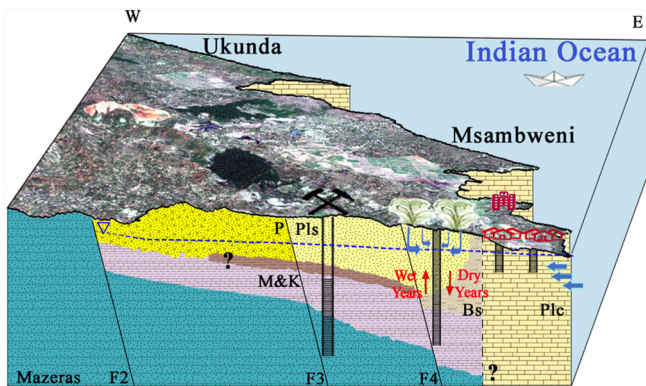 W
E
Ukunda
Indian Ocean
Msambweni
P
Pls
?
M&K
Wet
Years
Dry
Years
Bs
Plc
?
Mazeras
F2
F3
F4